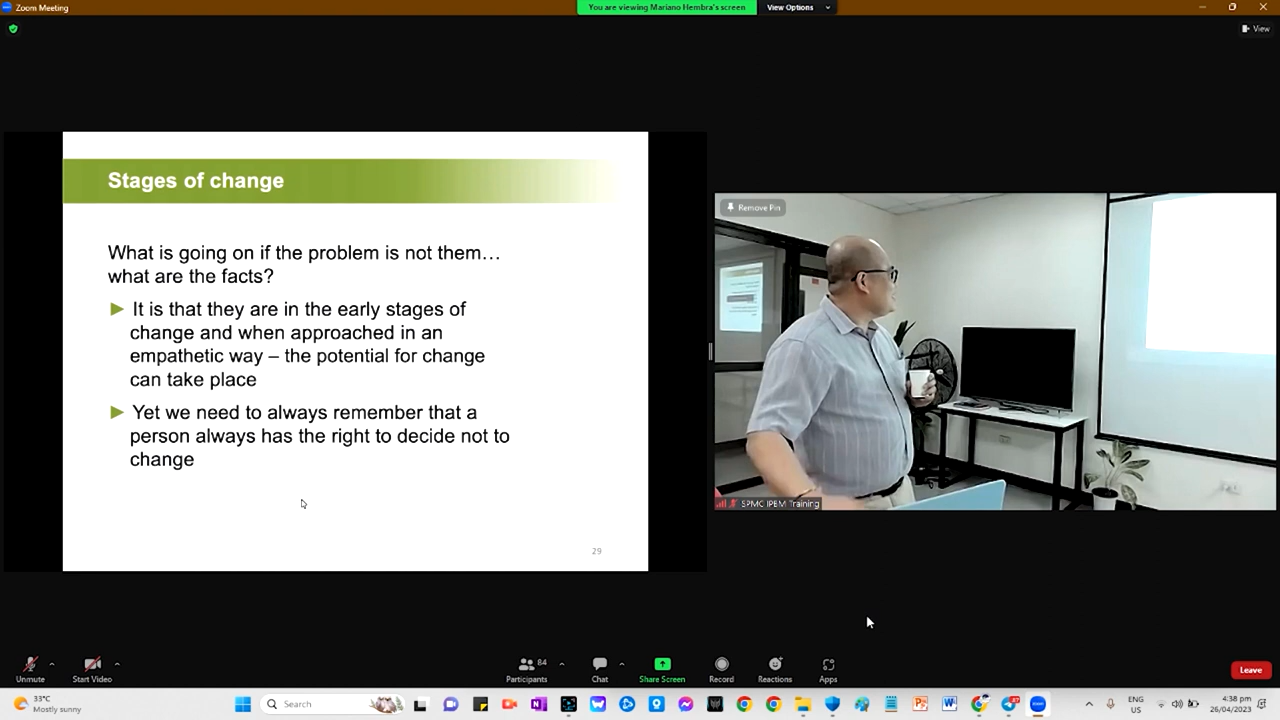 Zoom Meeting
You are viewing Mariano Hembra's screen
View Options
View
Stages of change
What is going on if the problem is not them…
what are the facts?
It is that they are in the early stages of
change and when approached in an
empathetic way – the potential for change
can take place
Yet we need to always remember that a
person always has the right to decide not to
change
29
Remove Pin
SPMC IPBM Training
Unmute
Start Video
84
Participants
Chat
Share Screen
Record
Reactions
Apps
Leave
33°C
Mostly sunny
Search
ENG
US
4:38 pm
26/04/2023